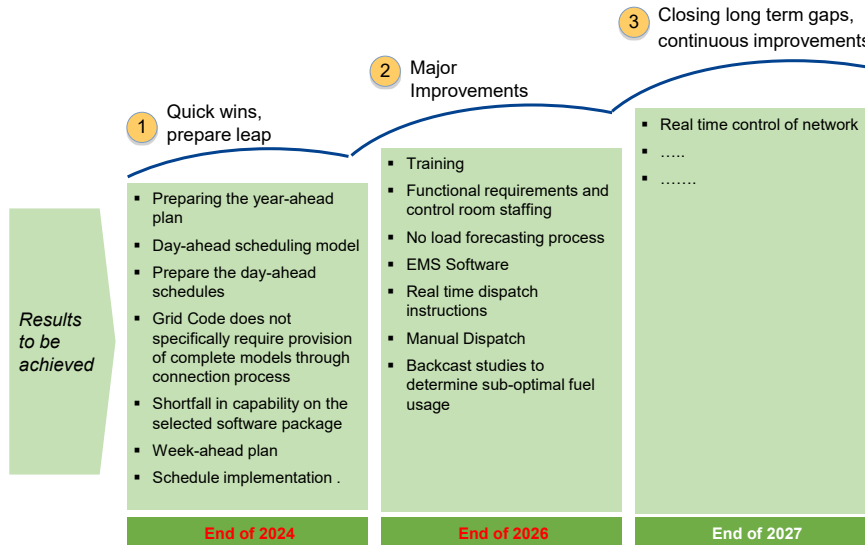 3
Closing long term gaps,
continuous improvements
2
Major
Improvements
1
Quick wins,
prepare leap
Results
to be
achieved
▪ Preparing the year-ahead
plan
▪ Day-ahead scheduling model
▪ Prepare the day-ahead
schedules
▪ Grid Code does not
specifically require provision
of complete models through
connection process
▪ Shortfall in capability on the
selected software package
▪ Week-ahead plan
▪ Schedule implementation .
End of 2024
▪ Training
▪ Functional requirements and
control room staffing
▪ No load forecasting process
▪ EMS Software
▪ Real time dispatch
instructions
▪ Manual Dispatch
▪ Backcast studies to
determine sub-optimal fuel
usage
End of 2026
▪ Real time control of network
▪ …..
▪ …….
End of 2027